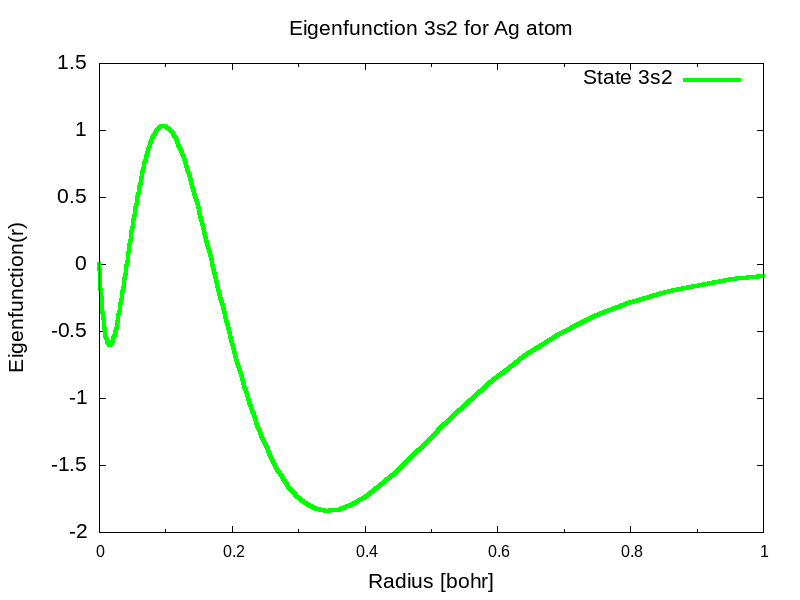 Eigenfunction 3s2 for Ag atom
State 3s2
1.5
1
0.5
0
-0.5
-1
-1.5
-2
Eigenfunction(r)
0 0.2 0.4 0.6 0.8 1
Radius [bohr]